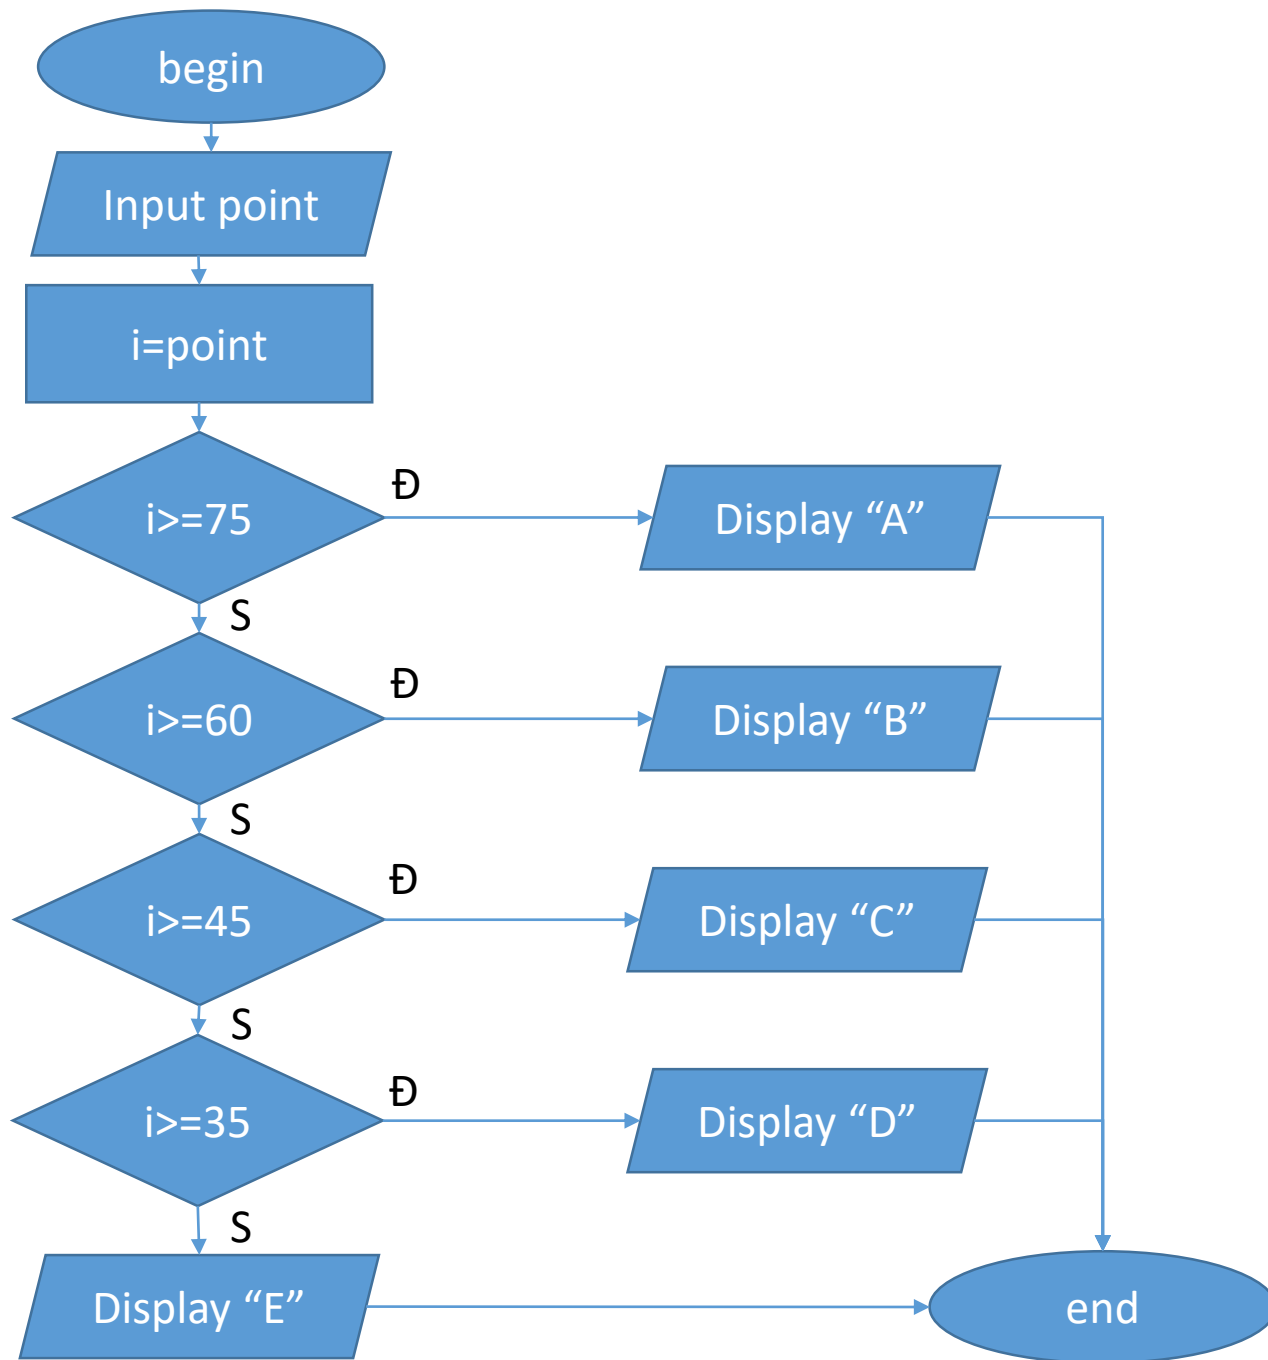 begin
Input point
i=point
i>=75
Đ
Display “A”
S
i>=60
Đ
Display “B”
S
i>=45
Đ
Display “C”
S
i>=35
Đ
Display “D”
S
Display “E”
end